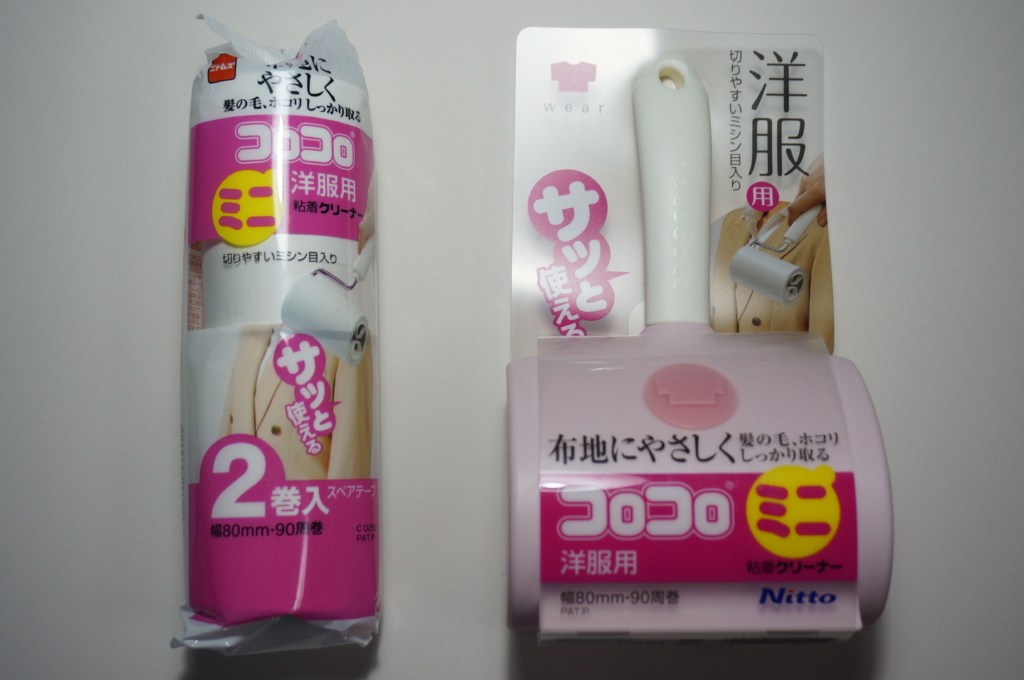 ニトムズ
やさしく
髪の毛、ホコリ しっかり取る
コロコロ®
ミニ
洋服用
粘着クリーナー
切りやすいミシン目入り
サッと
使える
2巻入
スペアテープ
幅80mm・90周巻
PAT.P.
wear
洋服用
切りやすいミシン目入り
サッと
使える
布地にやさしく
髪の毛、ホコリ
しっかり取る
コロコロ®
ミニ
洋服用
粘着クリーナー
幅80mm・90周巻
PAT.P.
Nitto